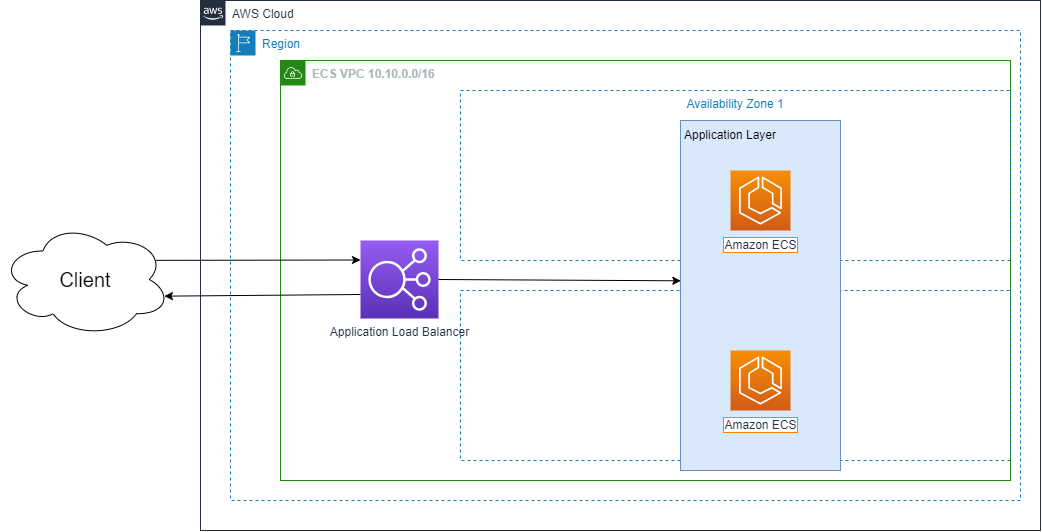 aws
AWS Cloud
Region
ECS VPC 10.10.0.0/16
Availability Zone 1
Application Layer
Amazon ECS
Client
Application Load Balancer
Amazon ECS